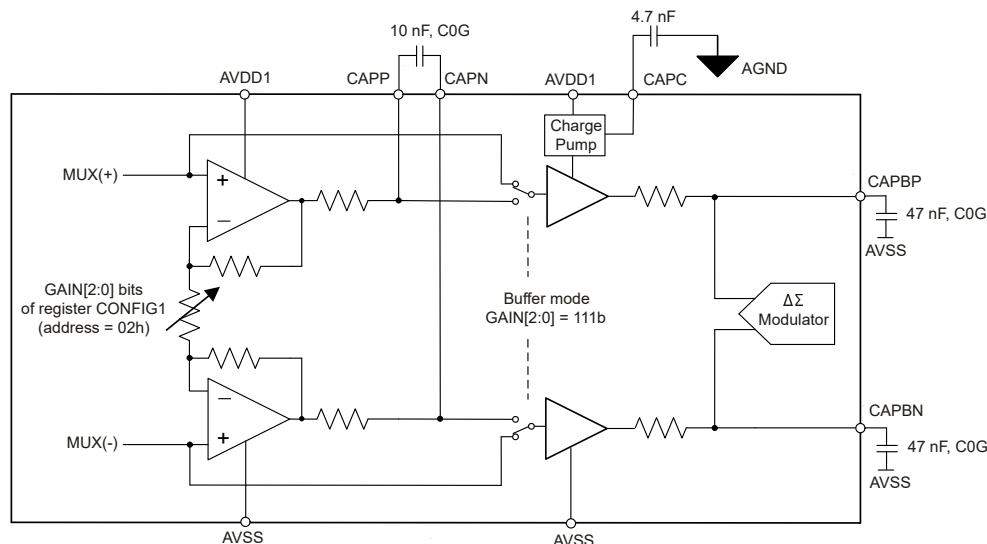 4.7 nF
10 nF, C0G
AGND
AVDD1
CAPP
CAPN
AVDD1
CAPC
Charge
Pump
MUX(+)
+
–
CAPBP
47 nF, C0G
AVSS
GAIN[2:0] bits
of register CONFIG1
(address = 02h)
Buffer mode
GAIN[2:0] = 111b
ΔΣ
Modulator
–
+
MUX(-)
CAPBN
47 nF, C0G
AVSS
AVSS
AVSS